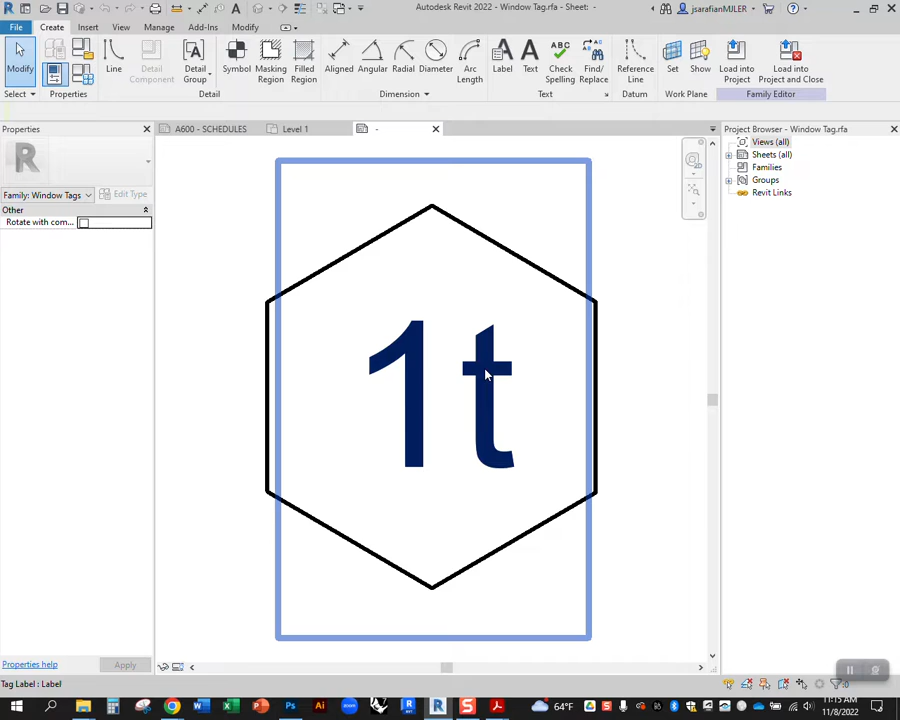 Autodesk Revit 2022 - Window Tag.rfa - Sheet: -
jsarafianMJLER
File Create Insert View Manage Add-Ins Modify
Modify Line Detail Component Detail Group Symbol Masking Region Filled Region Aligned Angular Radial Diameter Arc Length Label Text Check Spelling Find/ Replace Reference Line Set Show Load into Project Load into Project and Close
Select Properties Detail Dimension Text Datum Work Plane Family Editor
Properties
A600 - SCHEDULES
Level 1
-
Project Browser - Window Tag.rfa
Views (all)
Sheets (all)
Families
Groups
Revit Links
R
Family: Window Tags
Edit Type
Other
Rotate with com...
1t
Properties help
Apply
Tag Label : Label
:0
64°F
11:15 AM
11/8/2022